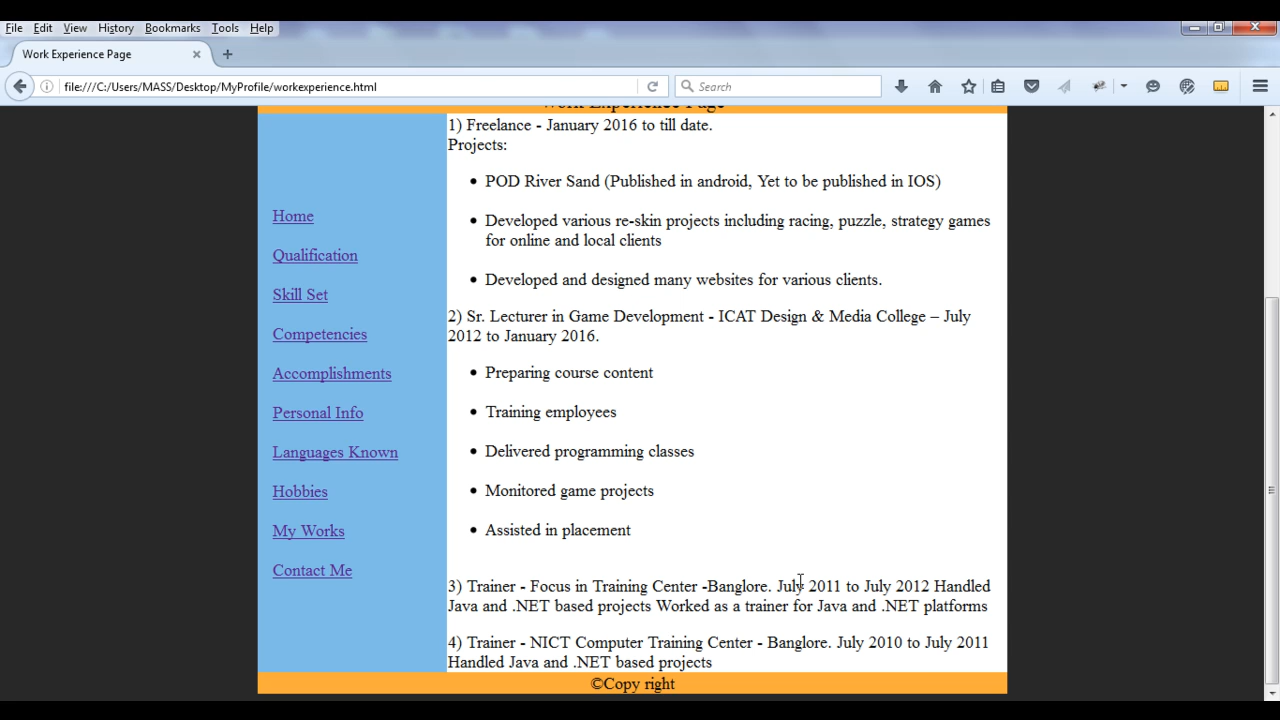 File Edit View History Bookmarks Tools Help
Work Experience Page
file:///C:/Users/MASS/Desktop/MyProfile/workexperience.html
Search
Work Experience Page
1) Freelance - January 2016 to till date.
Projects:
POD River Sand (Published in android, Yet to be published in IOS)
Developed various re-skin projects including racing, puzzle, strategy games
for online and local clients
Developed and designed many websites for various clients.
2) Sr. Lecturer in Game Development - ICAT Design & Media College – July
2012 to January 2016.
Preparing course content
Training employees
Delivered programming classes
Monitored game projects
Assisted in placement
3) Trainer - Focus in Training Center -Banglore. July 2011 to July 2012 Handled
Java and .NET based projects Worked as a trainer for Java and .NET platforms
4) Trainer - NICT Computer Training Center - Banglore. July 2010 to July 2011
Handled Java and .NET based projects
Home
Qualification
Skill Set
Competencies
Accomplishments
Personal Info
Languages Known
Hobbies
My Works
Contact Me
©Copy right